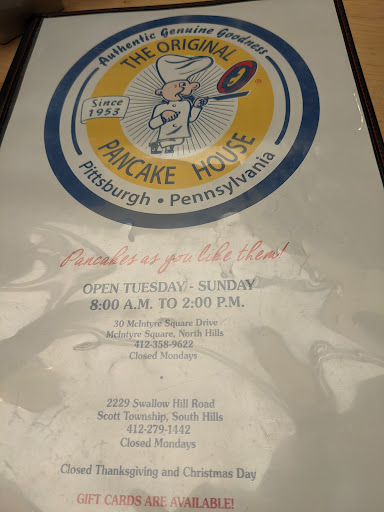 Authentic Genuine Goodness
THE ORIGINAL
Since
1953
PANCAKE HOUSE
Pittsburgh • Pennsylvania
Pancakes as you like them!
OPEN TUESDAY - SUNDAY
8:00 A.M. TO 2:00 P.M.
30 McIntyre Square Drive
McIntyre Square, North Hills
412-358-9622
Closed Mondays
2229 Swallow Hill Road
Scott Township, South Hills
412-279-1442
Closed Mondays
Closed Thanksgiving and Christmas Day
GIFT CARDS ARE AVAILABLE!